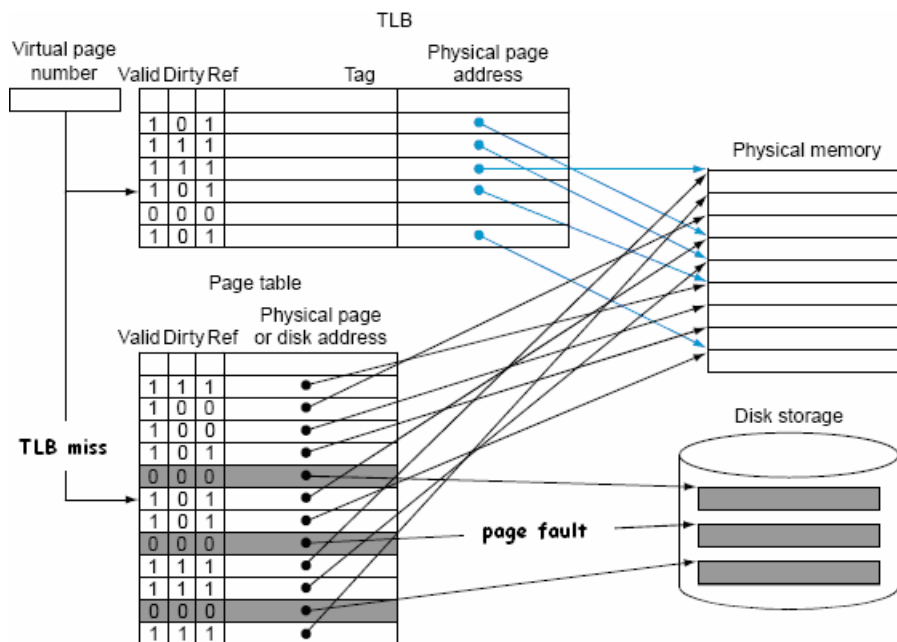 TLB
Virtual page
number
Physical page
address
Valid Dirty Ref
Tag
1 0 1
1 1 1
1 1 1
1 0 1
0 0 0
1 0 1
Physical memory
Page table
Physical page
or disk address
Valid Dirty Ref
1 1 1
1 0 0
1 0 0
1 0 1
0 0 0
1 0 1
1 0 1
0 0 0
1 1 1
1 1 1
0 0 0
1 1 1
TLB miss
Disk storage
page fault